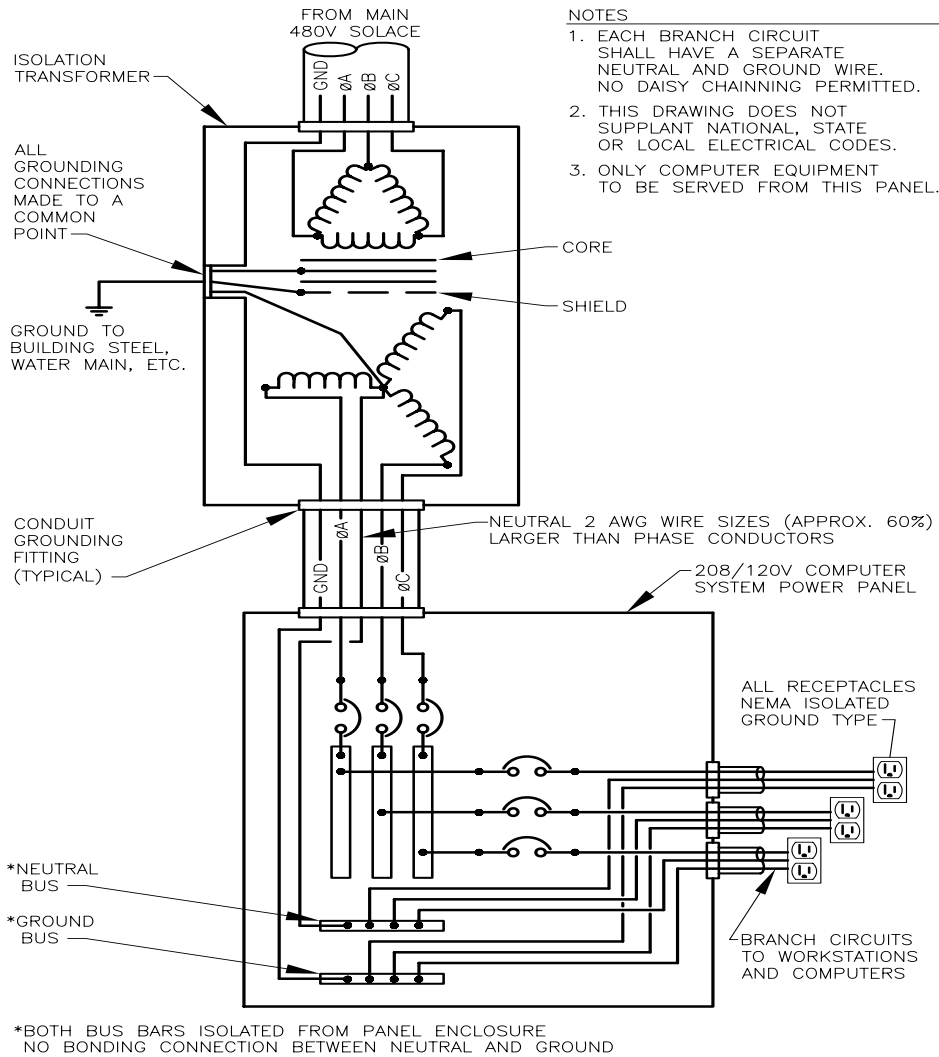 FROM MAIN
480V SOLACE
GND
ØA
ØB
ØC
ISOLATION
TRANSFORMER
NOTES
1. EACH BRANCH CIRCUIT
SHALL HAVE A SEPARATE
NEUTRAL AND GROUND WIRE.
NO DAISY CHAINNING PERMITTED.
2. THIS DRAWING DOES NOT
SUPPLANT NATIONAL, STATE
OR LOCAL ELECTRICAL CODES.
3. ONLY COMPUTER EQUIPMENT
TO BE SERVED FROM THIS PANEL.
ALL
GROUNDING
CONNECTIONS
MADE TO A
COMMON
POINT
CORE
SHIELD
GROUND TO
BUILDING STEEL,
WATER MAIN, ETC.
CONDUIT
GROUNDING
FITTING
(TYPICAL)
GND
ØA
ØB
ØC
NEUTRAL 2 AWG WIRE SIZES (APPROX. 60%)
LARGER THAN PHASE CONDUCTORS
208/120V COMPUTER
SYSTEM POWER PANEL
ALL RECEPTACLES
NEMA ISOLATED
GROUND TYPE
*NEUTRAL
BUS
*GROUND
BUS
BRANCH CIRCUITS
TO WORKSTATIONS
AND COMPUTERS
*BOTH BUS BARS ISOLATED FROM PANEL ENCLOSURE
NO BONDING CONNECTION BETWEEN NEUTRAL AND GROUND